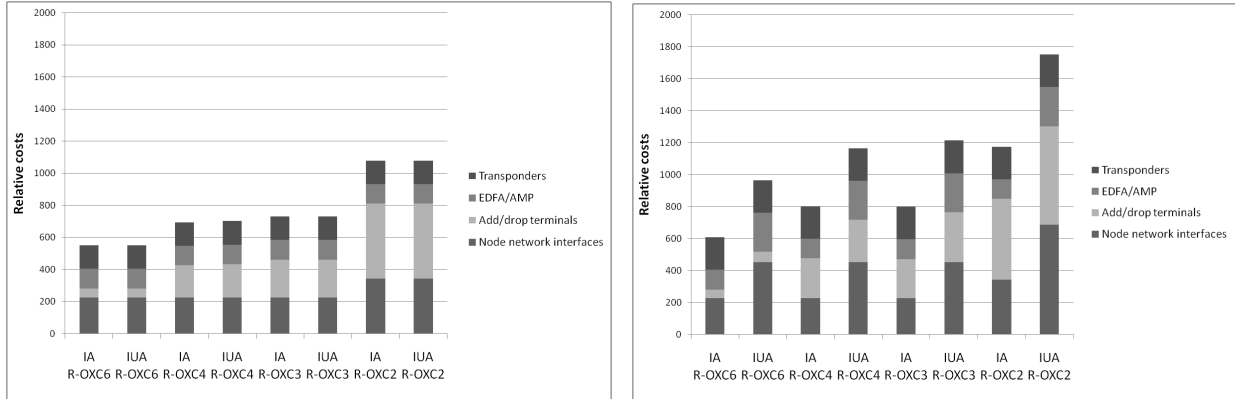 2000
1800
1600
1400
1200
1000
800
600
400
200
0
Relative costs
IA IUA IA IUA IA IUA IA IUA
R-OXC6 R-OXC6 R-OXC4 R-OXC4 R-OXC3 R-OXC3 R-OXC2 R-OXC2
Transponders
EDFA/AMP
Add/drop terminals
Node network interfaces
2000
1800
1600
1400
1200
1000
800
600
400
200
0
Relative costs
IA IUA IA IUA IA IUA IA IUA
R-OXC6 R-OXC6 R-OXC4 R-OXC4 R-OXC3 R-OXC3 R-OXC2 R-OXC2
Transponders
EDFA/AMP
Add/drop terminals
Node network interfaces